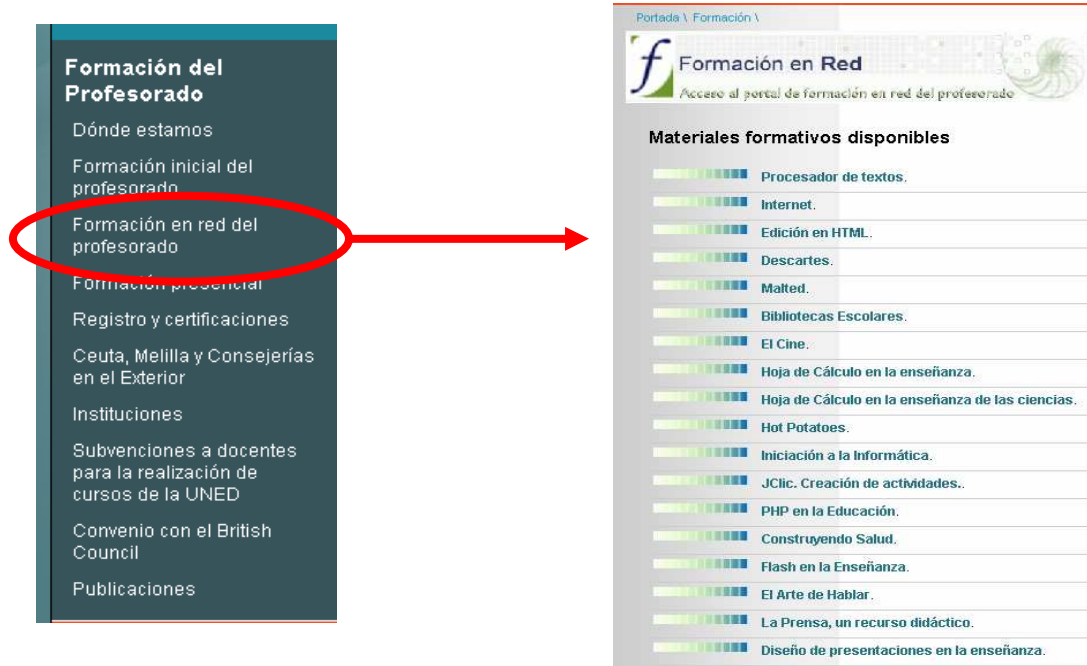 Formación del
Profesorado
Dónde estamos
Formación inicial del
profesorado
Formación en red del
profesorado
Formación presencial
Registro y certificaciones
Ceuta, Melilla y Consejerías
en el Exterior
Instituciones
Subvenciones a docentes
para la realización de
cursos de la UNED
Convenio con el British
Council
Publicaciones
Portada \ Formación \
f
Formación en Red
Acceso al portal de formación en red del profesorado
Materiales formativos disponibles
Procesador de textos.
Internet.
Edición en HTML.
Descartes.
Malted.
Bibliotecas Escolares.
El Cine.
Hoja de Cálculo en la enseñanza.
Hoja de Cálculo en la enseñanza de las ciencias.
Hot Potatoes.
Iniciación a la Informática.
JClic. Creación de actividades..
PHP en la Educación.
Construyendo Salud.
Flash en la Enseñanza.
El Arte de Hablar.
La Prensa, un recurso didáctico.
Diseño de presentaciones en la enseñanza.